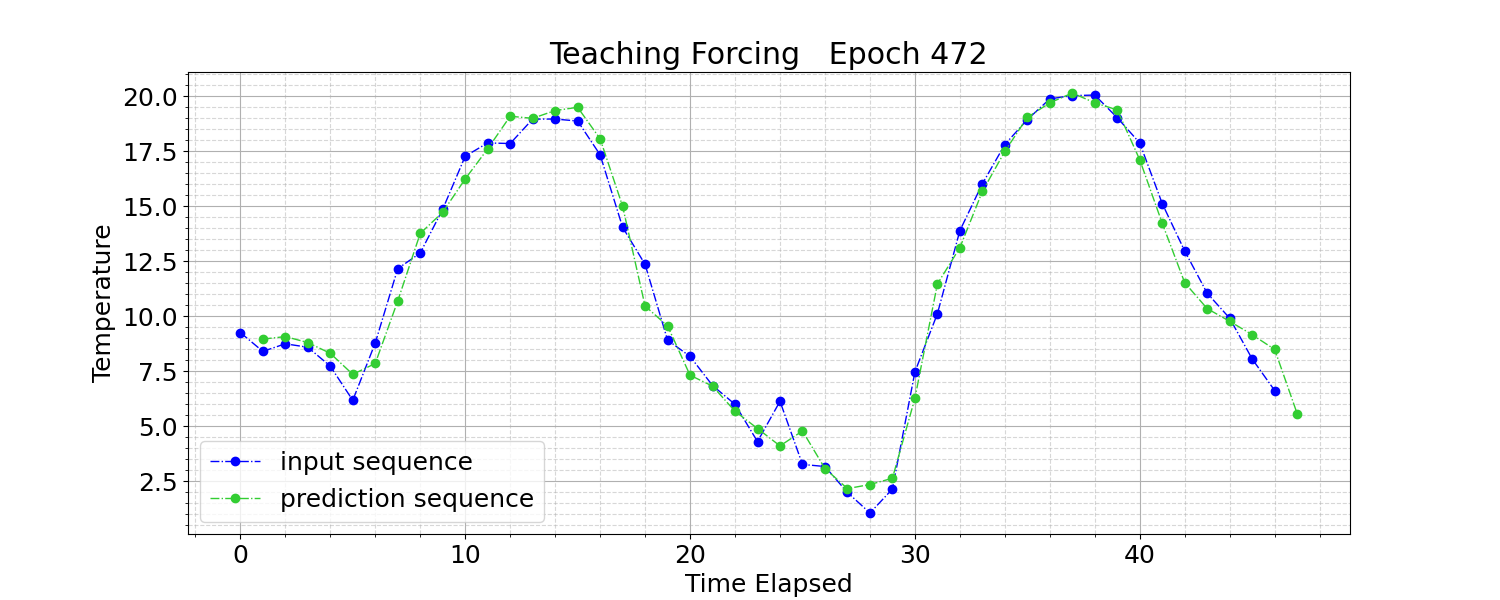 Teaching Forcing   Epoch 472
20.0
17.5
15.0
12.5
10.0
7.5
5.0
2.5
Temperature
input sequence
prediction sequence
0 10 20 30 40
Time Elapsed